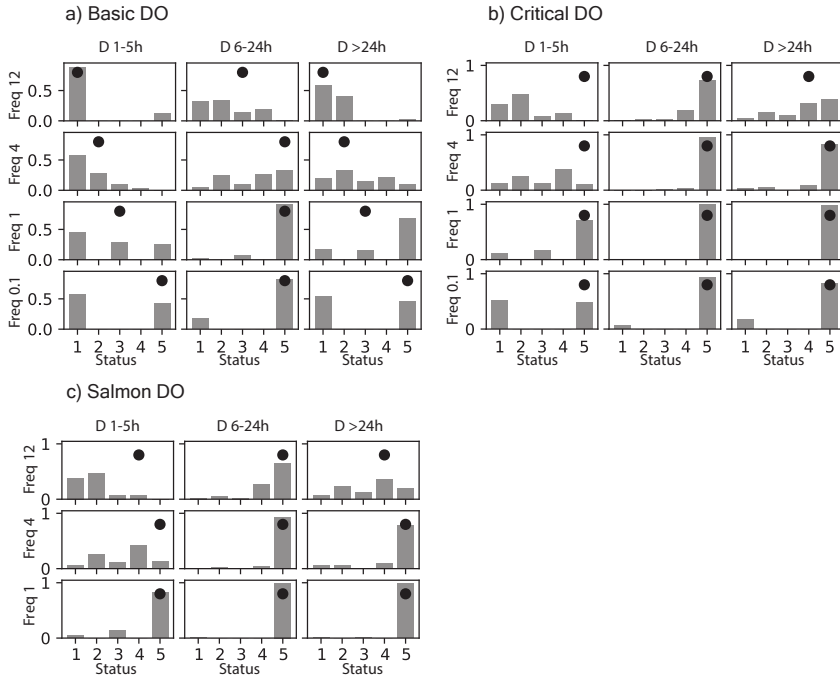 a) Basic DO
D 1-5h D 6-24h D >24h
Freq 12
0.5
0.0
Freq 4
0.5
0.0
Freq 1
0.5
0.0
Freq 0.1
0.5
0.0
1 2 3 4 5 1 2 3 4 5 1 2 3 4 5
Status Status Status
b) Critical DO
D 1-5h D 6-24h D >24h
Freq 12
1
0
Freq 4
1
0
Freq 1
1
0
Freq 0.1
1
0
1 2 3 4 5 1 2 3 4 5 1 2 3 4 5
Status Status Status
c) Salmon DO
D 1-5h D 6-24h D >24h
Freq 12
1
0
Freq 4
1
0
Freq 1
1
0
1 2 3 4 5 1 2 3 4 5 1 2 3 4 5
Status Status Status